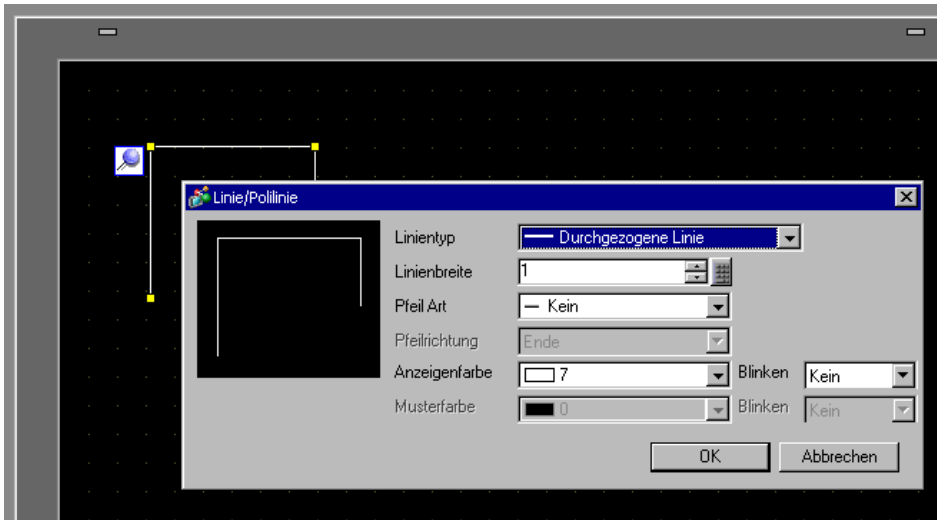 Linie/Polilinie
Linientyp Durchgezogene Linie
Linienbreite 1
Pfeil Art Kein
Pfeilrichtung Ende
Anzeigenfarbe 7 Blinken Kein
Musterfarbe 0 Blinken Kein
OK Abbrechen